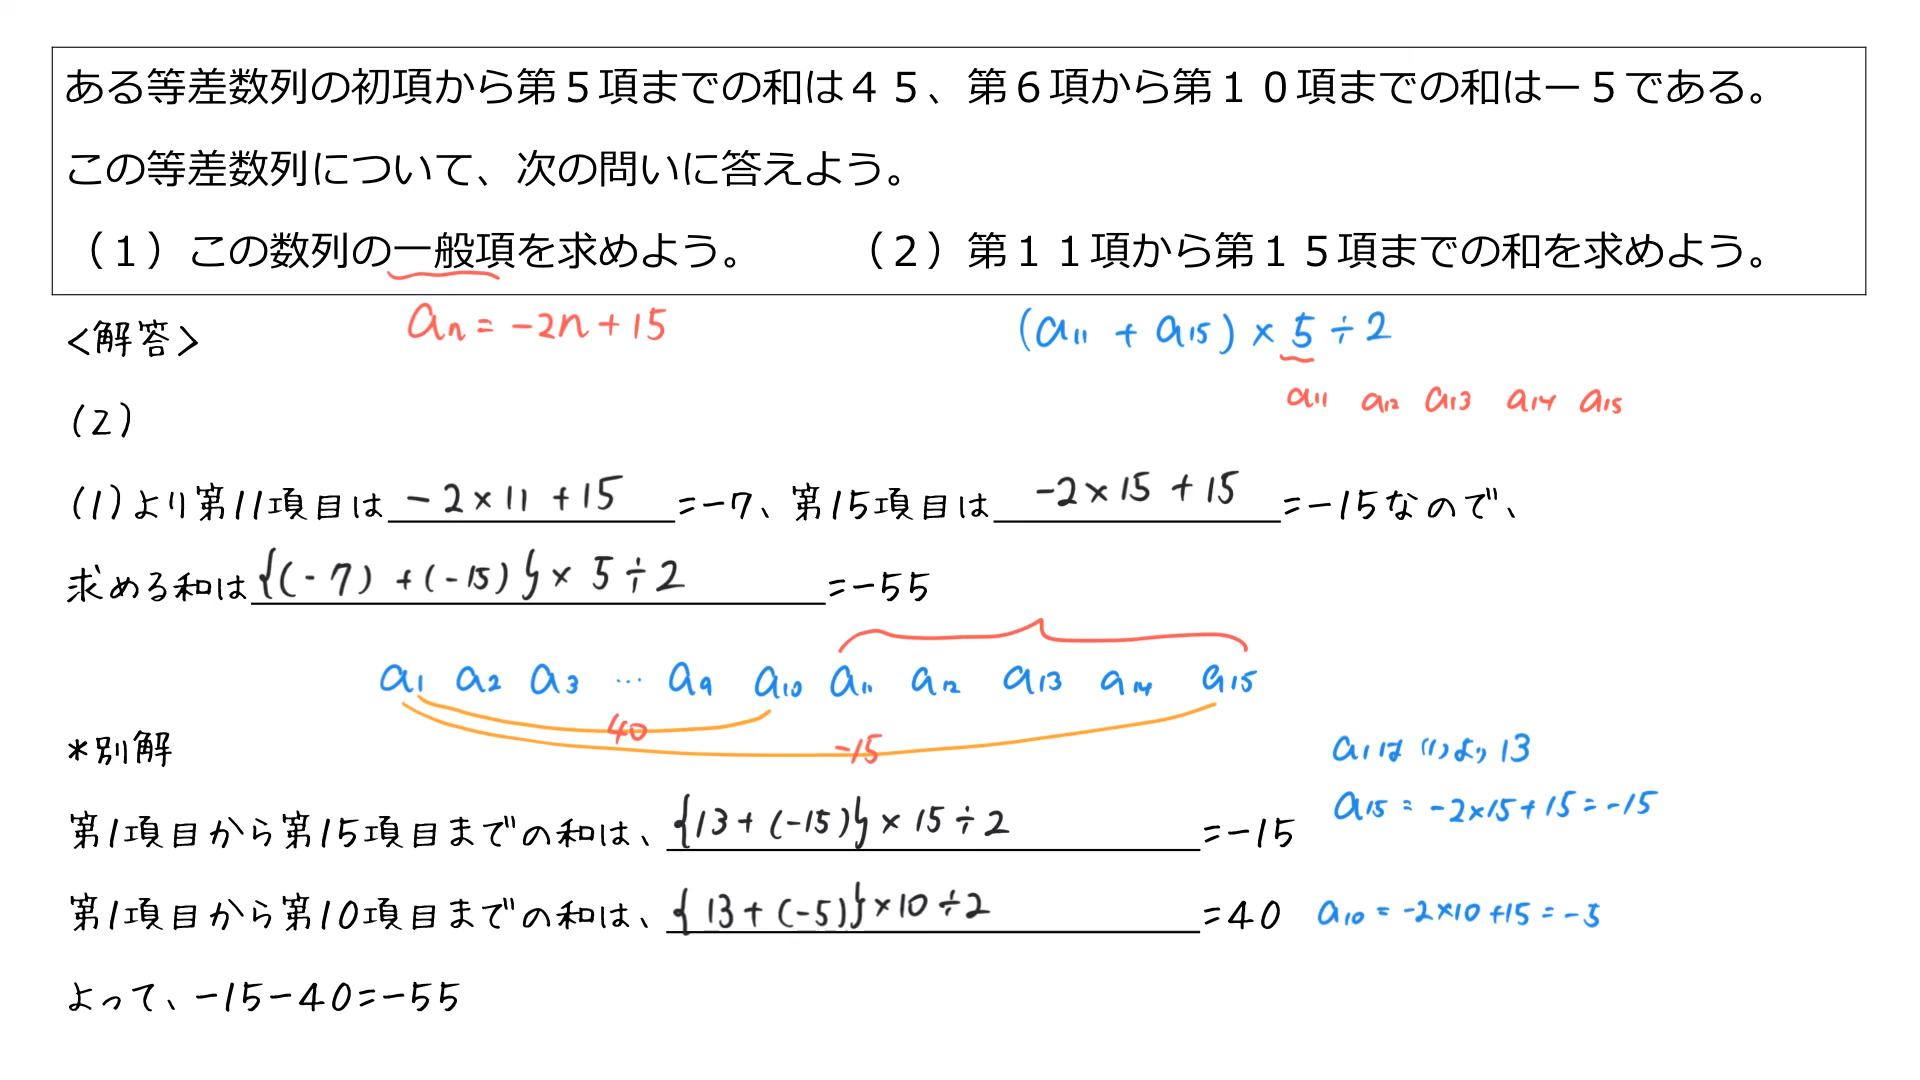 ある等差数列の初項から第５項までの和は４５、第６項から第１０項までの和はー５である。
この等差数列について、次の問いに答えよう。
（１）この数列の一般項を求めよう。　　（２）第１１項から第１５項までの和を求めよう。
<解答>
an = -2n+15
(a11 + a15) × 5 ÷ 2
a11 a12 a13 a14 a15
(2)
(1)より第11項目は -2×11+15 =-7、第15項目は -2×15+15 =-15なので、
求める和は {(-7)+(-15)}×5÷2 =-55
a1 a2 a3 … a9 a10 a11 a12 a13 a14 a15
40
-15
*別解
a1は(1)より13
a15 = -2×15+15=-15
第1項目から第15項目までの和は、{13+(-15)}×15÷2 =-15
第1項目から第10項目までの和は、{13+(-5)}×10÷2 =40
a10 = -2×10+15=-5
よって、-15-40=-55